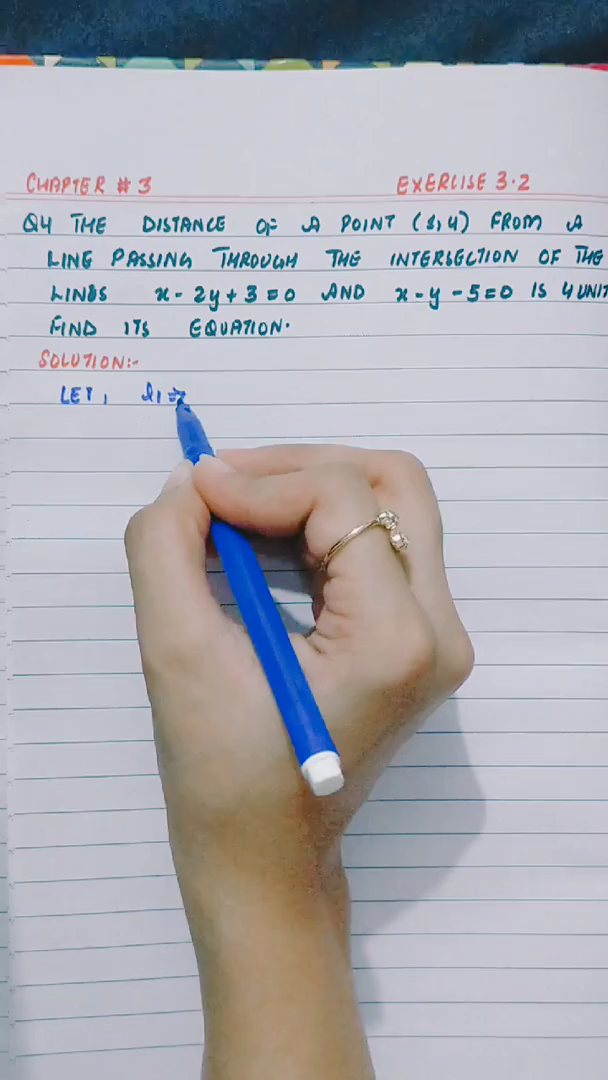 CHAPTER # 3 EXERCISE 3.2
Q4 THE DISTANCE OF A POINT (3,4) FROM A
LINE PASSING THROUGH THE INTERSECTION OF THE
LINES x - 2y + 3 = 0 AND x - y - 5 = 0 IS 4 UNIT
FIND ITS EQUATION.
SOLUTION:-
LET, l1 ⇒